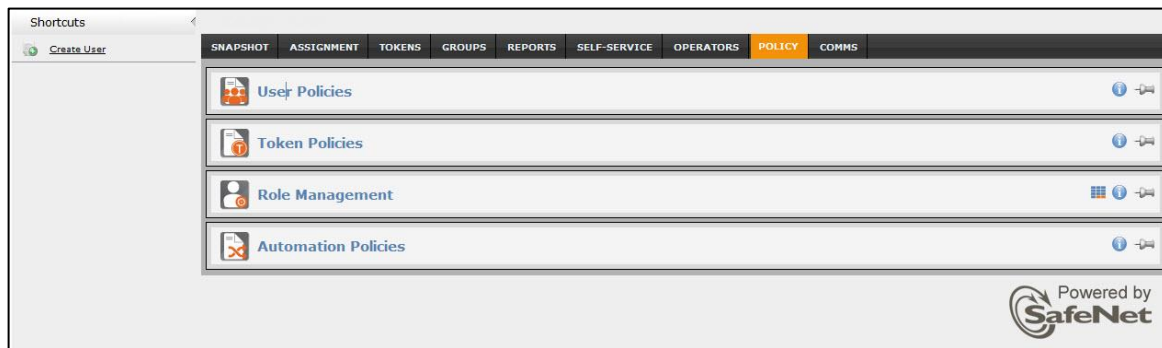 Shortcuts
Create User
SNAPSHOT ASSIGNMENT TOKENS GROUPS REPORTS SELF-SERVICE OPERATORS POLICY COMMS
User Policies
Token Policies
Role Management
Automation Policies
Powered by
SafeNet